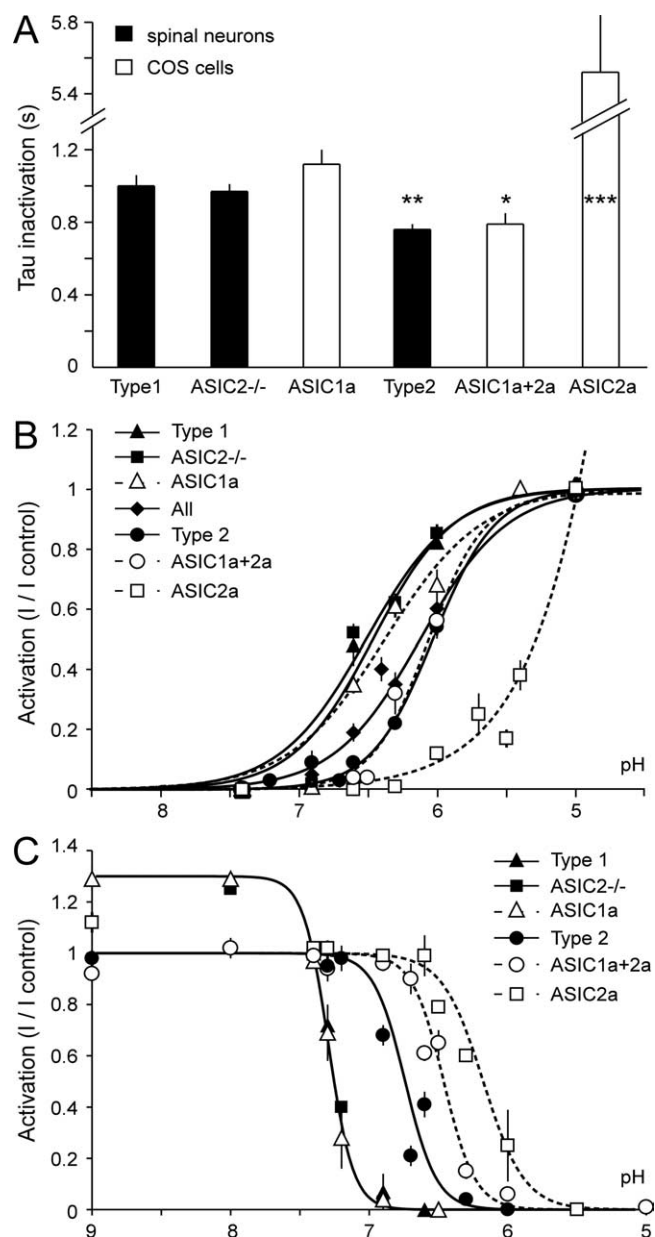 A
spinal neurons
COS cells
Tau inactivation (s)
5.8
5.4
1.2
0.8
0.4
0
** * ***
Type1 ASIC2-/- ASIC1a Type2 ASIC1a+2a ASIC2a
B
Activation (I / I control)
1.2
1
0.8
0.6
0.4
0.2
0
Type 1
ASIC2-/-
ASIC1a
All
Type 2
ASIC1a+2a
ASIC2a
pH
8 7 6 5
C
Activation (I / I control)
1.4
1.2
1
0.8
0.6
0.4
0.2
0
Type 1
ASIC2-/-
ASIC1a
Type 2
ASIC1a+2a
ASIC2a
pH
9 8 7 6 5